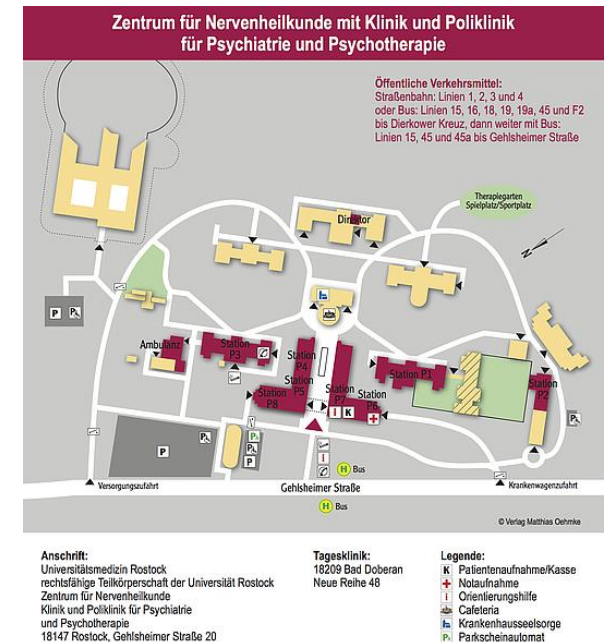 Zentrum für Nervenheilkunde mit Klinik und Poliklinik
für Psychiatrie und Psychotherapie
Öffentliche Verkehrsmittel:
Straßenbahn: Linien 1, 2, 3 und 4
oder Bus: Linien 15, 16, 18, 19, 19a, 45 und F2
bis Dierkower Kreuz, dann weiter mit Bus:
Linien 15, 45 und 45a bis Gehlsheimer Straße
Therapiegarten
Spielplatz/Sportplatz
Direktor
N
P
P
Ambulanz
Station
P3
Station
P4
Station
P5
Station
P8
Station
P7
Station
P6
Station P1
Station
P2
i K
P
P
P
P
P
P
i
H Bus
Versorgungszufahrt
Gehlsheimer Straße
Krankenwagenzufahrt
H Bus
© Verlag Matthias Oehmke
Anschrift:
Universitätsmedizin Rostock
rechtsfähige Teilkörperschaft der Universität Rostock
Zentrum für Nervenheilkunde
Klinik und Poliklinik für Psychiatrie
und Psychotherapie
18147 Rostock, Gehlsheimer Straße 20
Tagesklinik:
18209 Bad Doberan
Neue Reihe 48
Legende:
K Patientenaufnahme/Kasse
Notaufnahme
i Orientierungshilfe
Cafeteria
Krankenhausseelsorge
P Parkscheinautomat